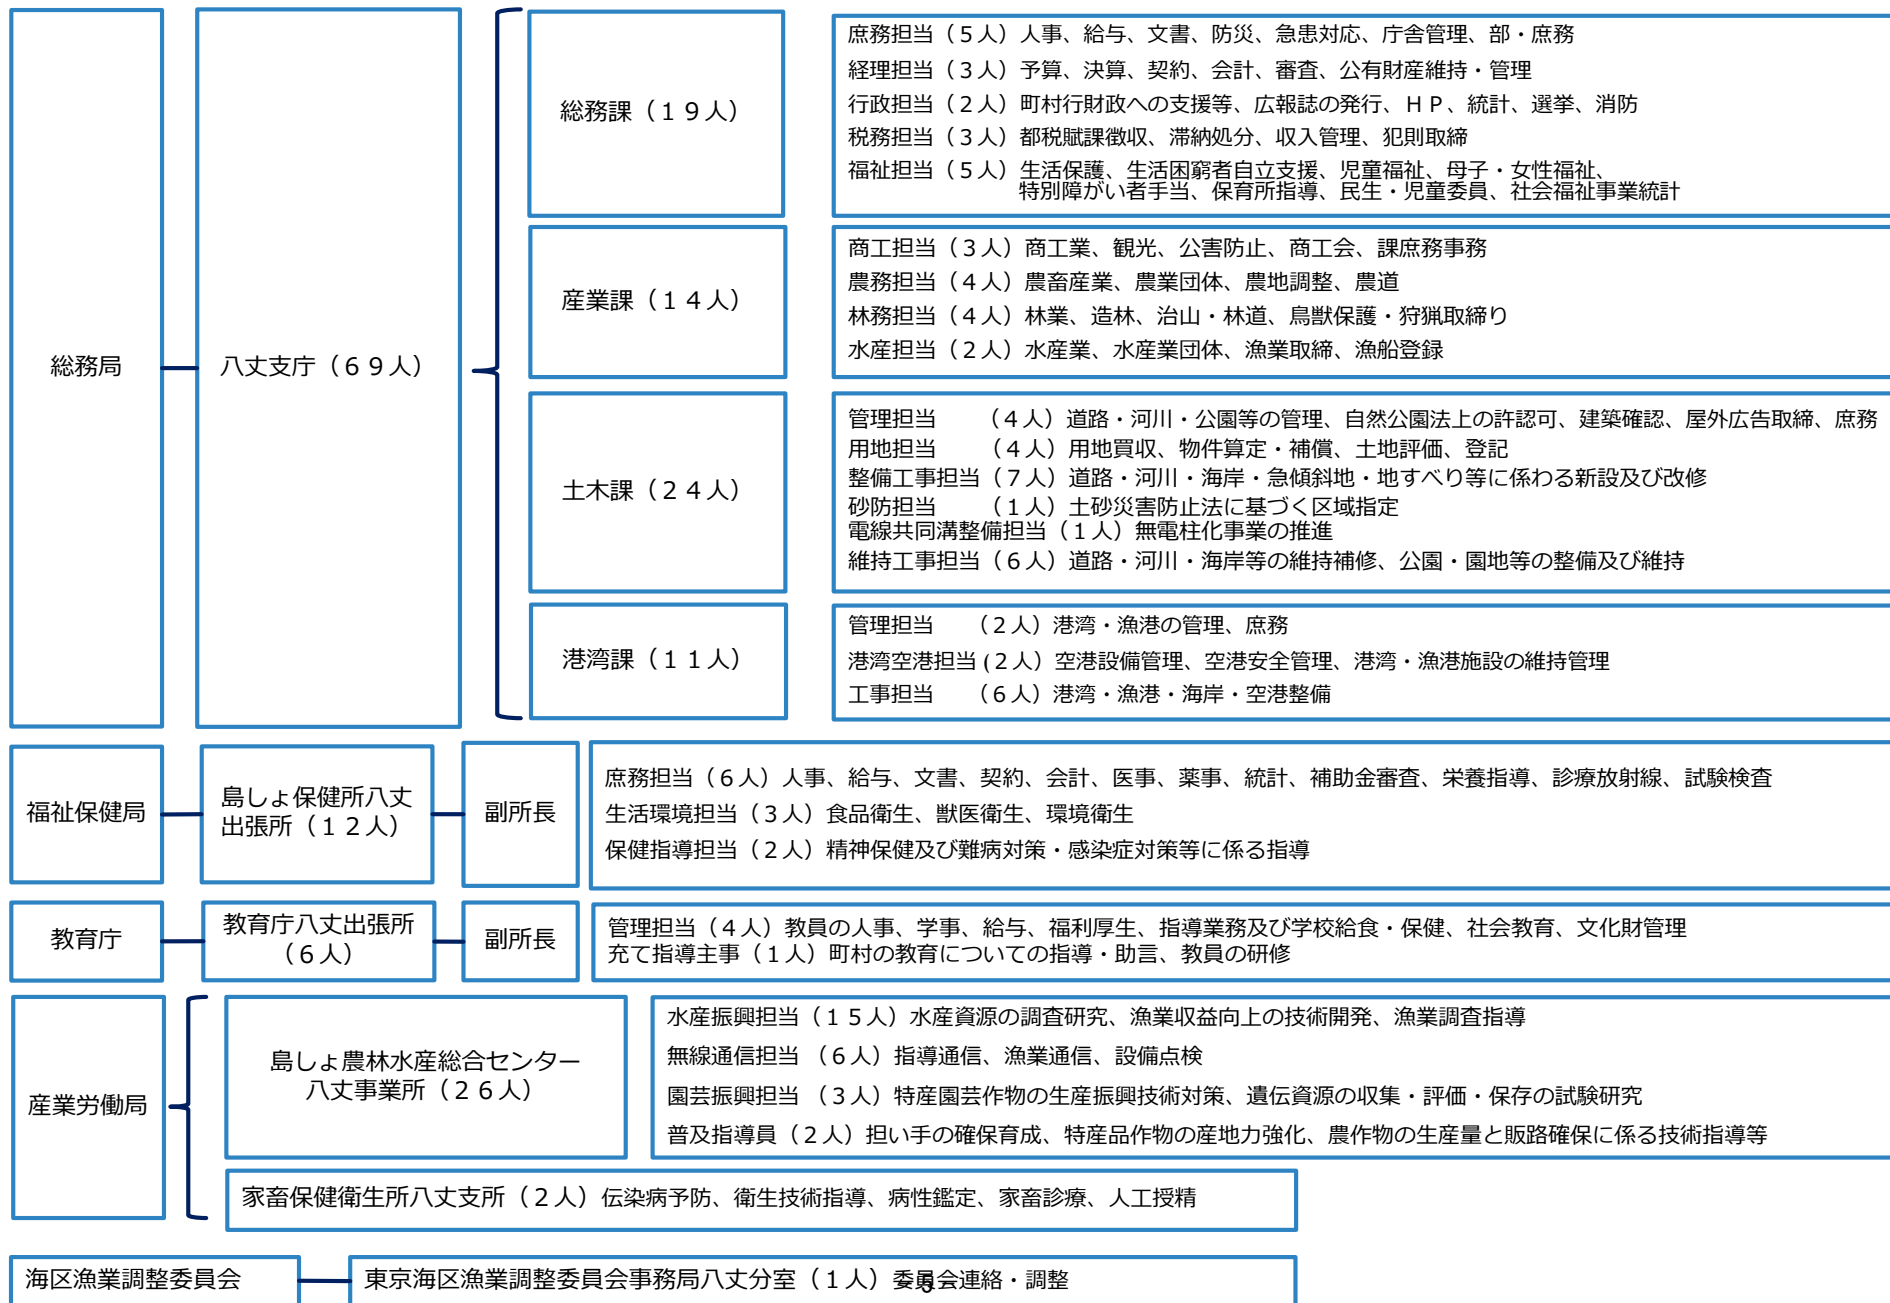 総務局
八丈支庁（６９人）
総務課（１９人）
庶務担当（５人）人事、給与、文書、防災、急患対応、庁舎管理、部・庶務
経理担当（３人）予算、決算、契約、会計、審査、公有財産維持・管理
行政担当（２人）町村行財政への支援等、広報誌の発行、ＨＰ、統計、選挙、消防
税務担当（３人）都税賦課徴収、滞納処分、収入管理、犯則取締
福祉担当（５人）生活保護、生活困窮者自立支援、児童福祉、母子・女性福祉、
特別障がい者手当、保育所指導、民生・児童委員、社会福祉事業統計
産業課（１４人）
商工担当（３人）商工業、観光、公害防止、商工会、課庶務事務
農務担当（４人）農畜産業、農業団体、農地調整、農道
林務担当（４人）林業、造林、治山・林道、鳥獣保護・狩猟取締り
水産担当（２人）水産業、水産業団体、漁業取締、漁船登録
土木課（２４人）
管理担当　　（４人）道路・河川・公園等の管理、自然公園法上の許認可、建築確認、屋外広告取締、庶務
用地担当　　（４人）用地買収、物件算定・補償、土地評価、登記
整備工事担当（７人）道路・河川・海岸・急傾斜地・地すべり等に係わる新設及び改修
砂防担当　　（１人）土砂災害防止法に基づく区域指定
電線共同溝整備担当（１人）無電柱化事業の推進
維持工事担当（６人）道路・河川・海岸等の維持補修、公園・園地等の整備及び維持
港湾課（１１人）
管理担当　　（２人）港湾・漁港の管理、庶務
港湾空港担当(２人）空港設備管理、空港安全管理、港湾・漁港施設の維持管理
工事担当　　（６人）港湾・漁港・海岸・空港整備
福祉保健局
島しょ保健所八丈
出張所（１２人）
副所長
庶務担当（６人）人事、給与、文書、契約、会計、医事、薬事、統計、補助金審査、栄養指導、診療放射線、試験検査
生活環境担当（３人）食品衛生、獣医衛生、環境衛生
保健指導担当（２人）精神保健及び難病対策・感染症対策等に係る指導
教育庁
教育庁八丈出張所
（６人）
副所長
管理担当（４人）教員の人事、学事、給与、福利厚生、指導業務及び学校給食・保健、社会教育、文化財管理
充て指導主事（１人）町村の教育についての指導・助言、教員の研修
産業労働局
島しょ農林水産総合センター
八丈事業所（２６人）
水産振興担当（１５人）水産資源の調査研究、漁業収益向上の技術開発、漁業調査指導
無線通信担当 （６人）指導通信、漁業通信、設備点検
園芸振興担当 （３人）特産園芸作物の生産振興技術対策、遺伝資源の収集・評価・保存の試験研究
普及指導員（２人）担い手の確保育成、特産品作物の産地力強化、農作物の生産量と販路確保に係る技術指導等
家畜保健衛生所八丈支所（２人）伝染病予防、衛生技術指導、病性鑑定、家畜診療、人工授精
海区漁業調整委員会
東京海区漁業調整委員会事務局八丈分室（１人）委員会連絡・調整